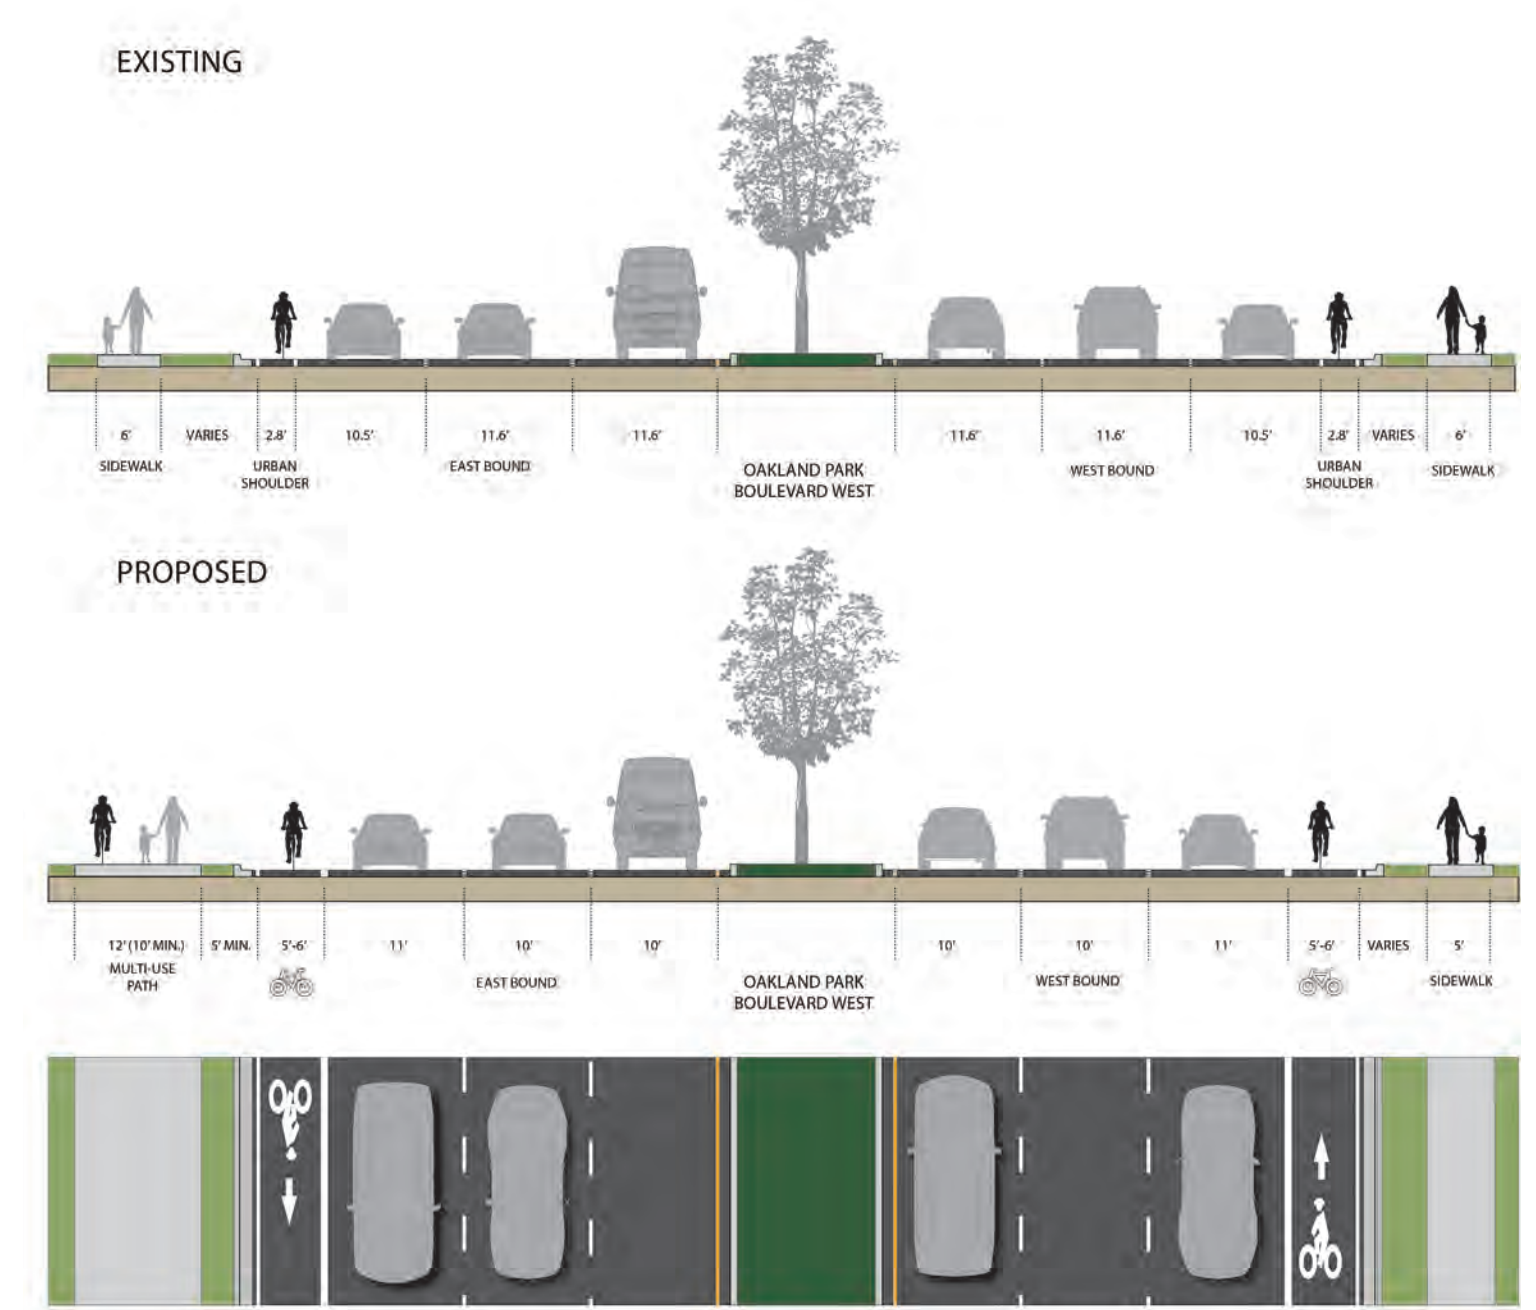 EXISTING
6' VARIES 2.8' 10.5' 11.6' 11.6' 11.6' 11.6' 10.5' 2.8' VARIES 6'
SIDEWALK URBAN SHOULDER EAST BOUND OAKLAND PARK BOULEVARD WEST WEST BOUND URBAN SHOULDER SIDEWALK
PROPOSED
12' (10' MIN.) 5' MIN. 5'-6' 11' 10' 10' 10' 10' 11' 5'-6' VARIES 5'
MULTI-USE PATH EAST BOUND OAKLAND PARK BOULEVARD WEST WEST BOUND SIDEWALK